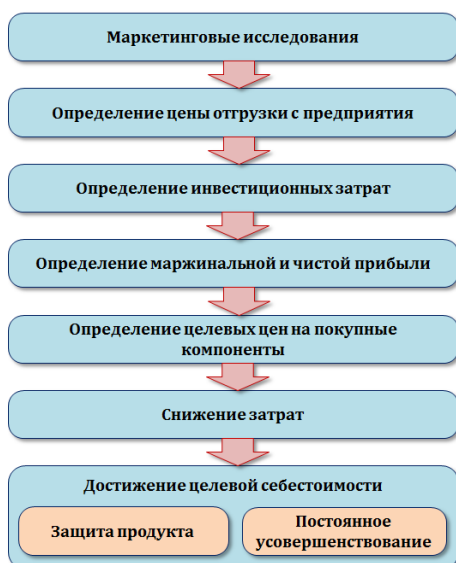 Маркетинговые исследования
Определение цены отгрузки с предприятия
Определение инвестиционных затрат
Определение маржинальной и чистой прибыли
Определение целевых цен на покупные
компоненты
Снижение затрат
Достижение целевой себестоимости
Защита продукта
Постоянное
усовершенствование